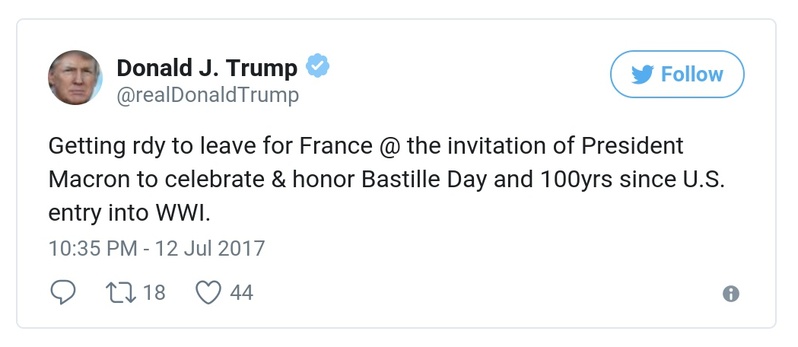 Donald J. Trump
@realDonaldTrump
Follow
Getting rdy to leave for France @ the invitation of President
Macron to celebrate & honor Bastille Day and 100yrs since U.S.
entry into WWI.
10:35 PM - 12 Jul 2017
18 44